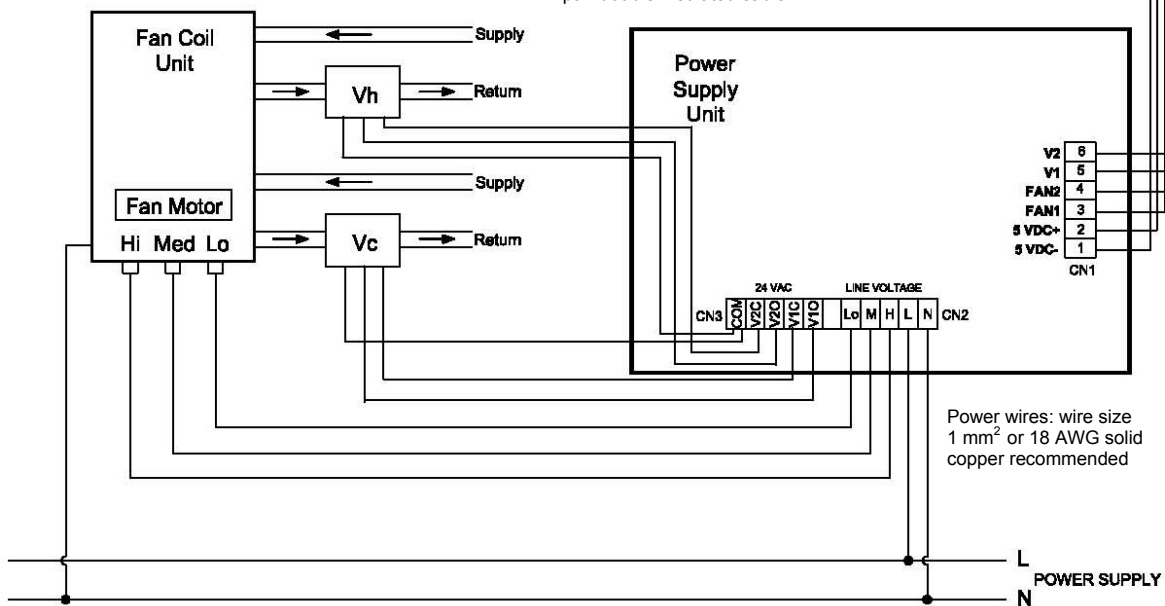 Fan Coil
Unit
Supply
Vh
Return
Supply
Fan Motor
Hi Med Lo
Vc
Return
Power
Supply
Unit
V2 6
V1 5
FAN2 4
FAN1 3
5 VDC+ 2
5 VDC- 1
CN1
24 VAC LINE VOLTAGE
CN3 COM V2C V2O V1C V1O Lo M H L N CN2
Power wires: wire size
1 mm² or 18 AWG solid
copper recommended
L
POWER SUPPLY
N